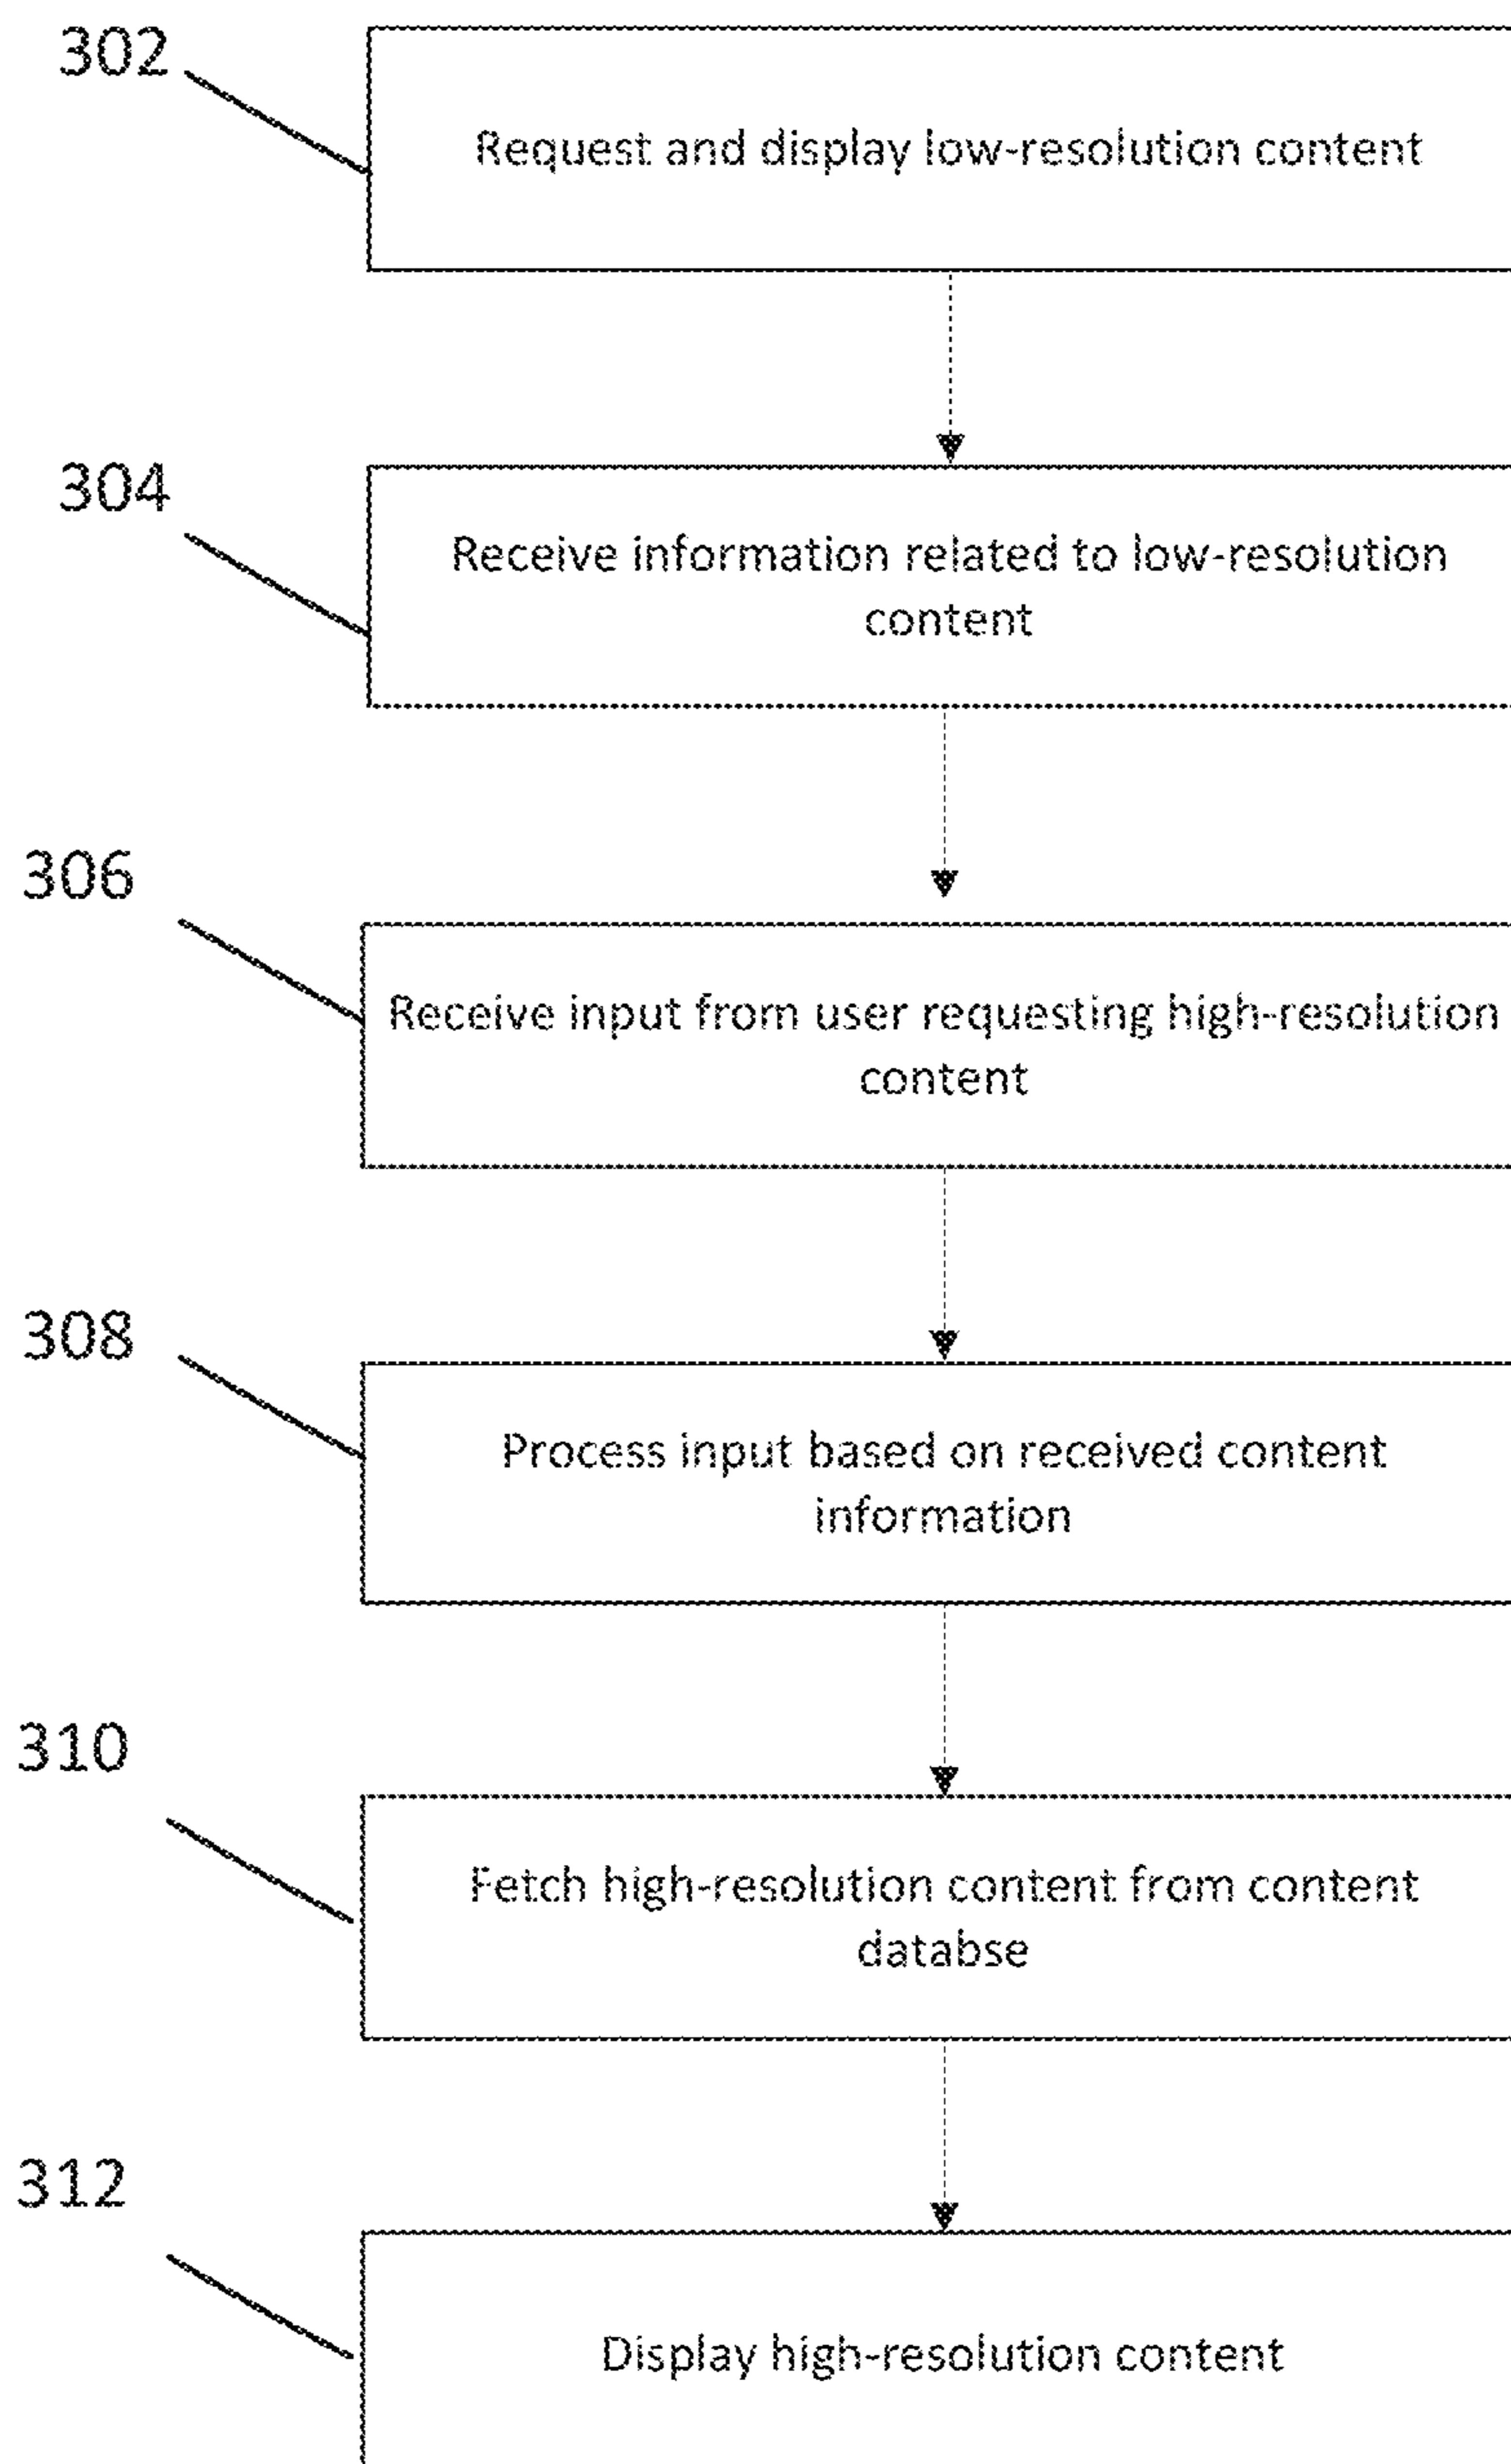 302
Request and display low-resolution content
304
Receive information related to low-resolution
content
306
Receive input from user requesting high-resolution
content
308
Process input based on received content
information
310
Fetch high-resolution content from content
databse
312
Display high-resolution content